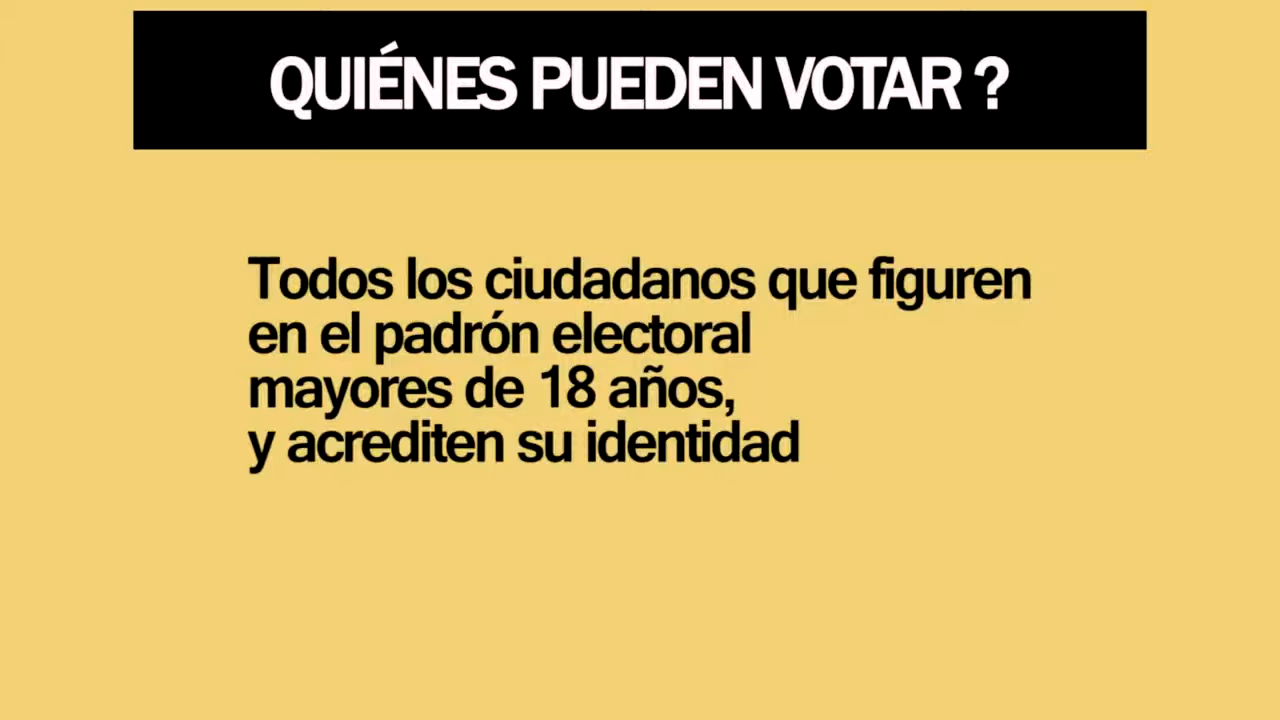 QUIÉNES PUEDEN VOTAR ?
Todos los ciudadanos que figuren
en el padrón electoral
mayores de 18 años,
y acrediten su identidad